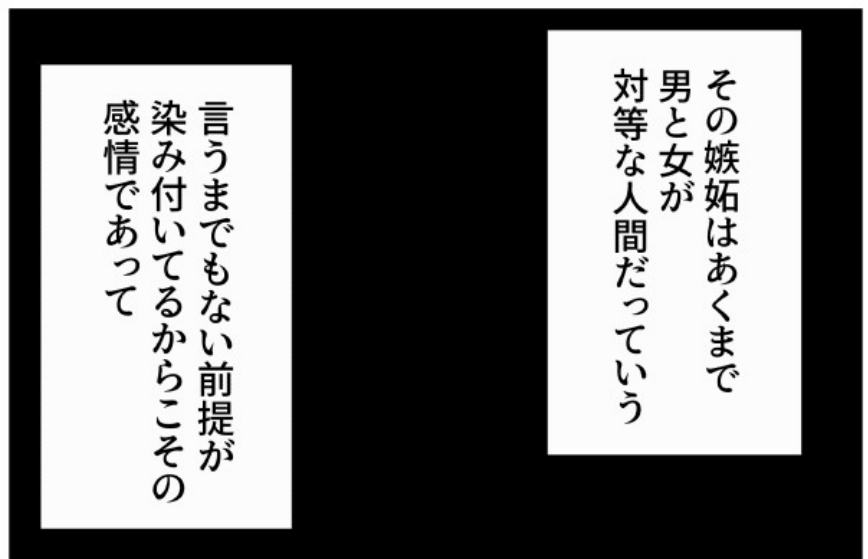 その嫉妬はあくまで
男と女が
対等な人間だっていう
言うまでもない前提が
染み付いてるからこその
感情であって